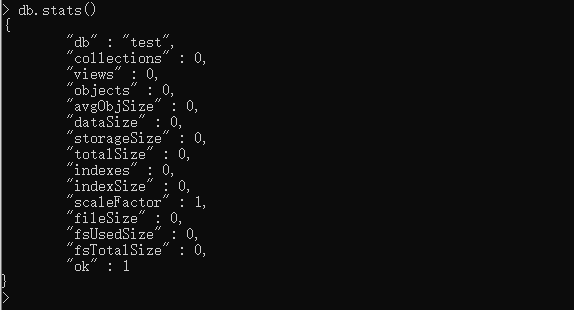 > db.stats()
{
        "db" : "test",
        "collections" : 0,
        "views" : 0,
        "objects" : 0,
        "avgObjSize" : 0,
        "dataSize" : 0,
        "storageSize" : 0,
        "totalSize" : 0,
        "indexes" : 0,
        "indexSize" : 0,
        "scaleFactor" : 1,
        "fileSize" : 0,
        "fsUsedSize" : 0,
        "fsTotalSize" : 0,
        "ok" : 1
}
>